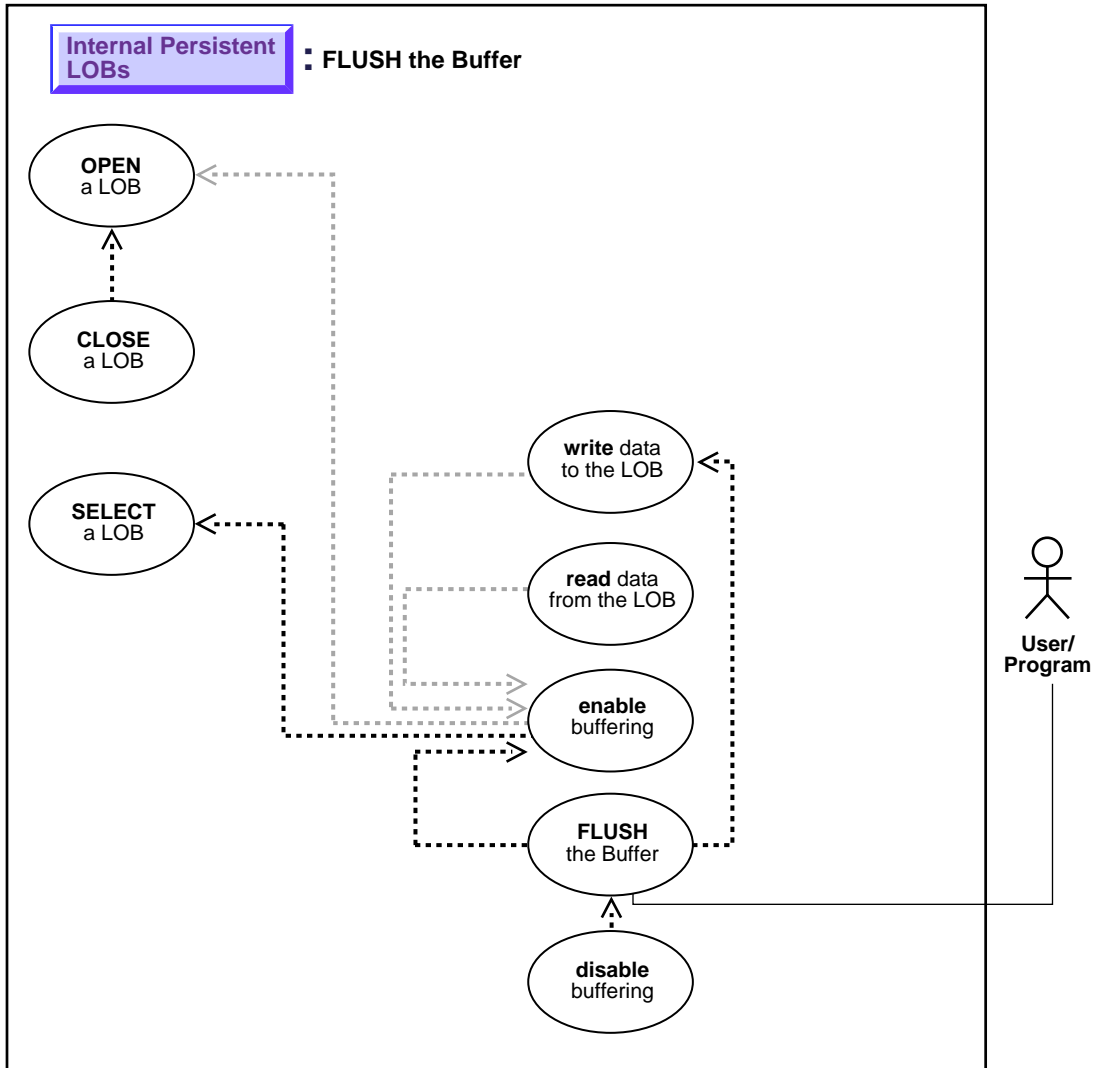 Internal Persistent
LOBs
: FLUSH the Buffer
OPEN
a LOB
CLOSE
a LOB
write data
to the LOB
SELECT
a LOB
read data
from the LOB
User/
Program
enable
buffering
FLUSH
the Buffer
disable
buffering